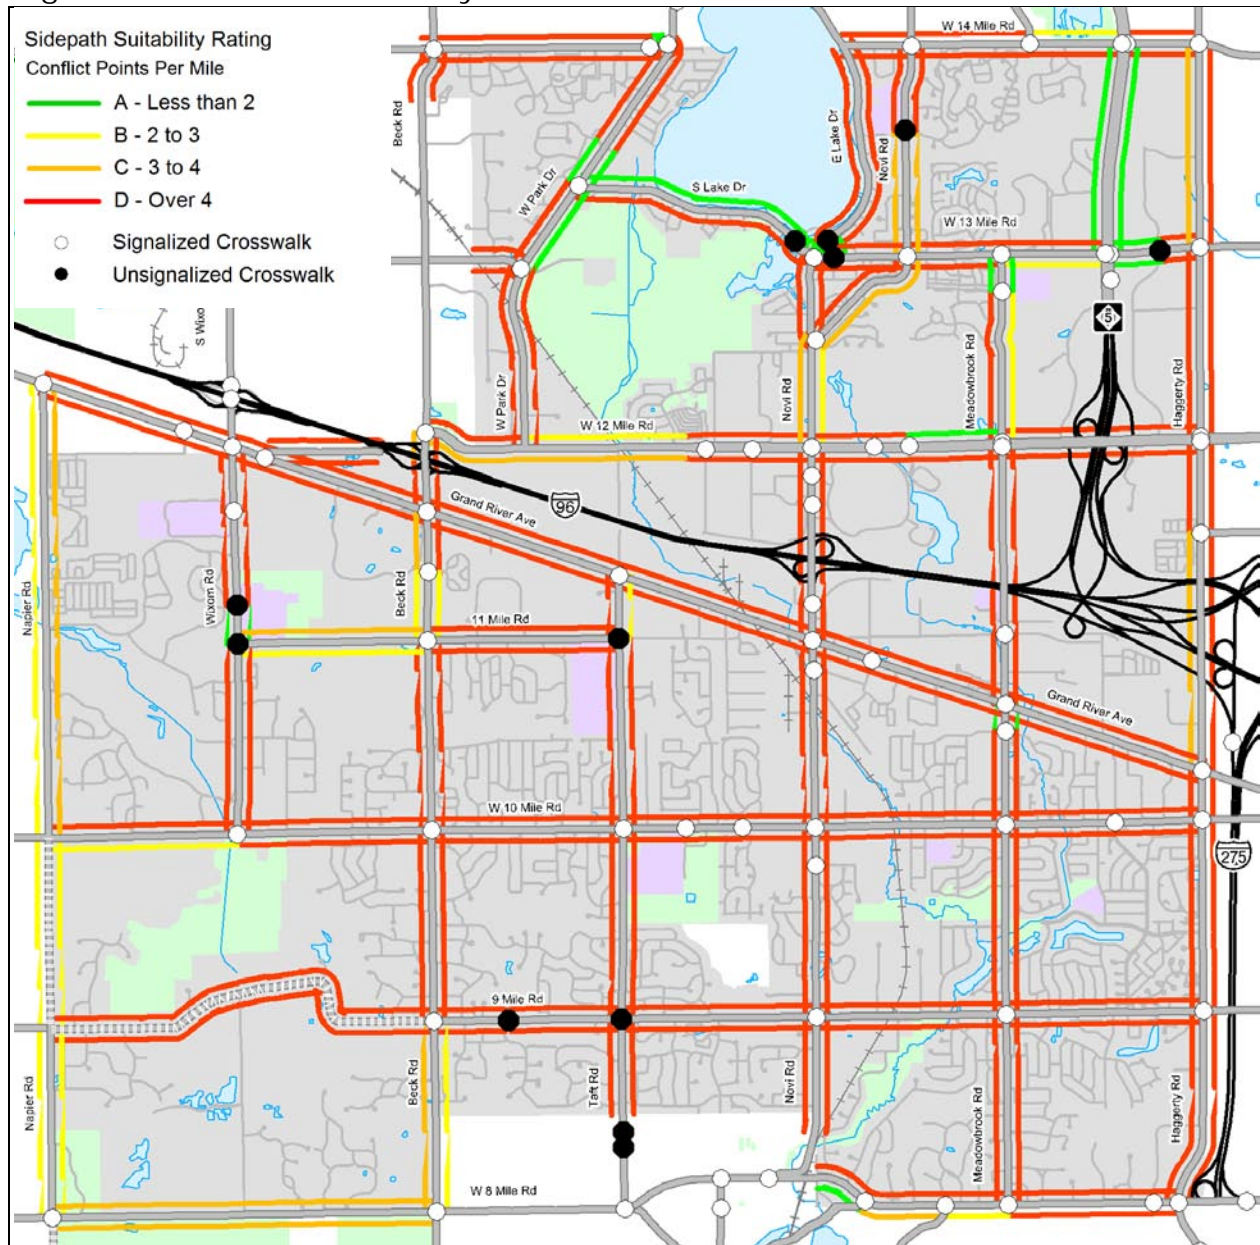 Sidepath Suitability Rating
Conflict Points Per Mile
A - Less than 2
B - 2 to 3
C - 3 to 4
D - Over 4
Signalized Crosswalk
Unsignalized Crosswalk
W 14 Mile Rd
Beck Rd
E Lake Dr
Novi Rd
W Park Dr
S Lake Dr
W 13 Mile Rd
S Wixo
5
W Park Dr
Novi Rd
Meadowbrook Rd
Haggerty Rd
W 12 Mile Rd
Grand River Ave
96
Napier Rd
Wixom Rd
Beck Rd
11 Mile Rd
Grand River Ave
W 10 Mile Rd
275
9 Mile Rd
Napier Rd
Beck Rd
Taft Rd
Novi Rd
Meadowbrook Rd
Haggerty Rd
W 8 Mile Rd